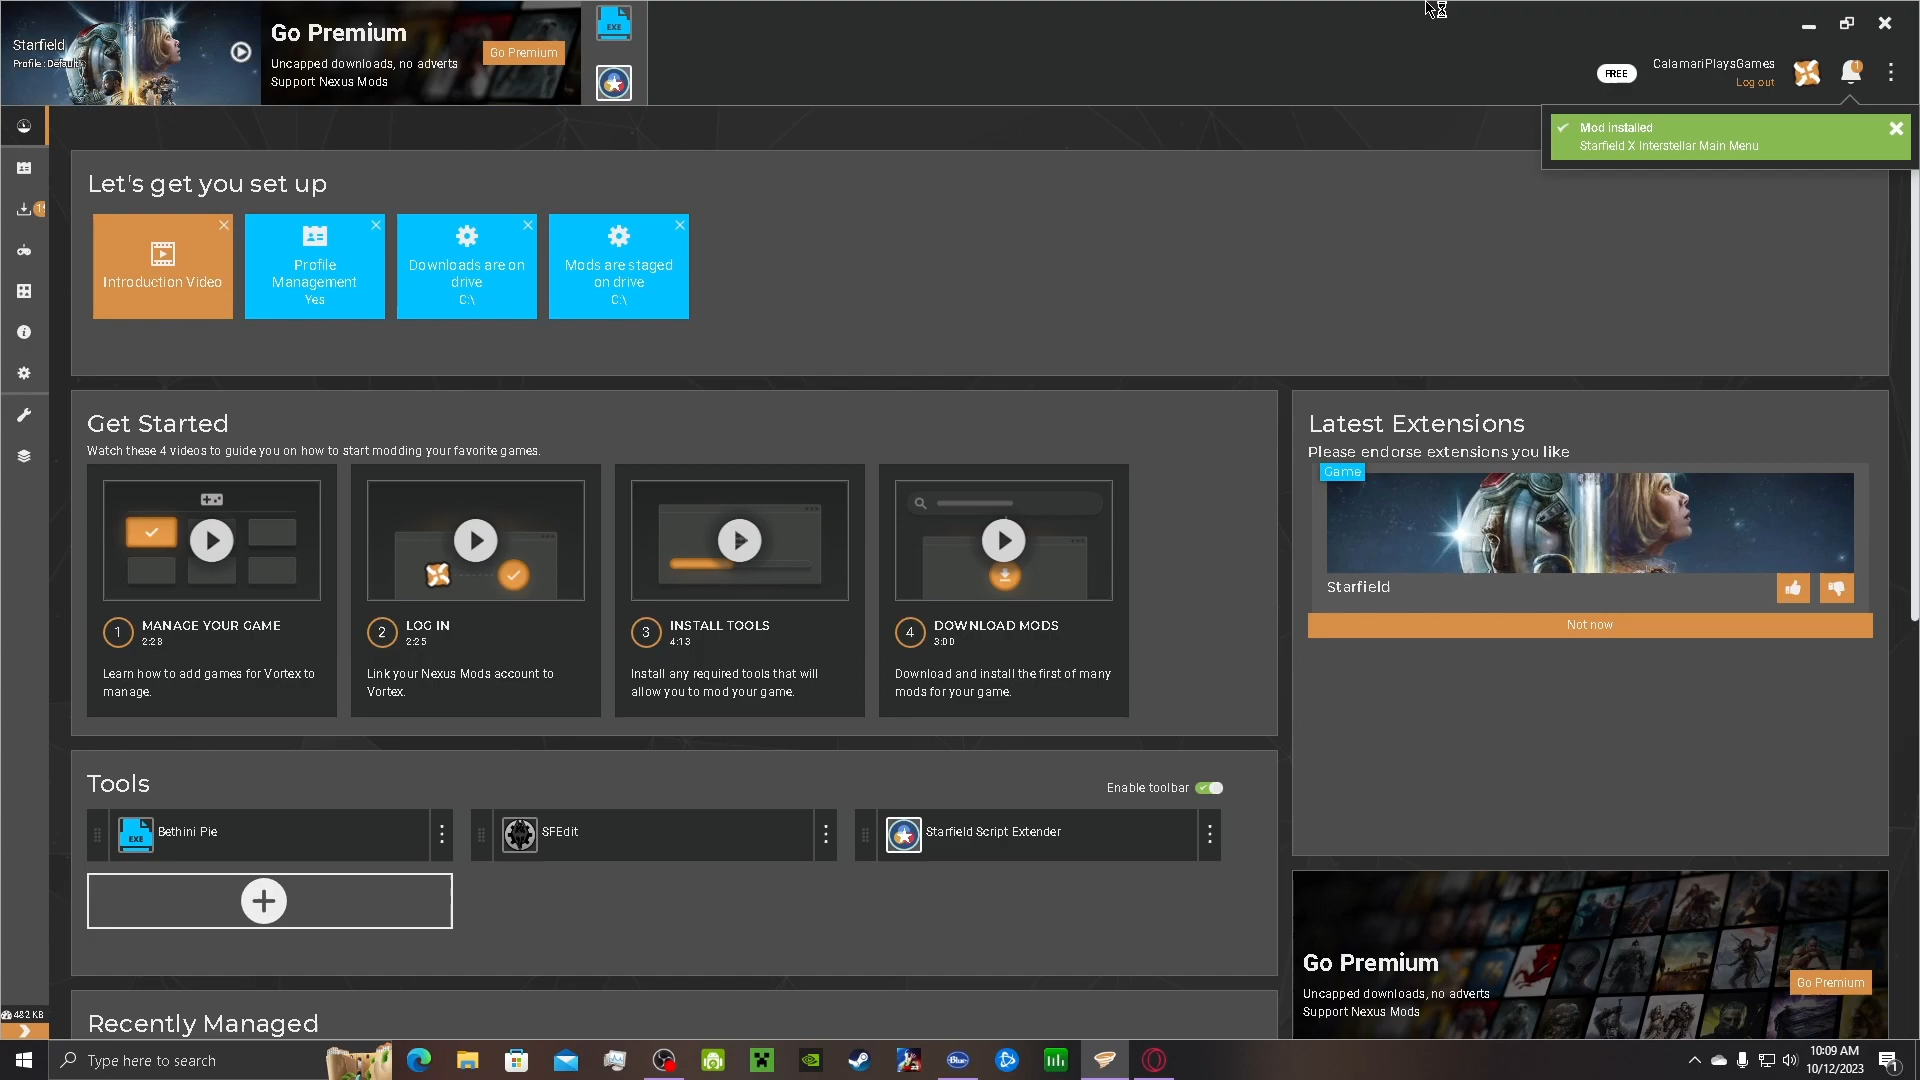 Starfield
Profile : Default
Go Premium
Uncapped downloads, no adverts
Support Nexus Mods
Go Premium
EXE
FREE
CalamariPlaysGames
Log out
1
Mod installed
Starfield X Interstellar Main Menu
Let's get you set up
Introduction Video
Profile
Management
Yes
Downloads are on
drive
C:\
Mods are staged
on drive
C:\
Get Started
Watch these 4 videos to guide you on how to start modding your favorite games.
1
MANAGE YOUR GAME
2:28
Learn how to add games for Vortex to
manage.
2
LOG IN
2:25
Link your Nexus Mods account to
Vortex.
3
INSTALL TOOLS
4:13
Install any required tools that will
allow you to mod your game.
4
DOWNLOAD MODS
3:00
Download and install the first of many
mods for your game.
Latest Extensions
Please endorse extensions you like
Game
Starfield
Not now
Tools
Enable toolbar
EXE
Bethini Pie
SFEdit
Starfield Script Extender
Go Premium
Uncapped downloads, no adverts
Support Nexus Mods
Go Premium
Recently Managed
482 KB
Type here to search
Blue
10:09 AM
10/12/2023
1